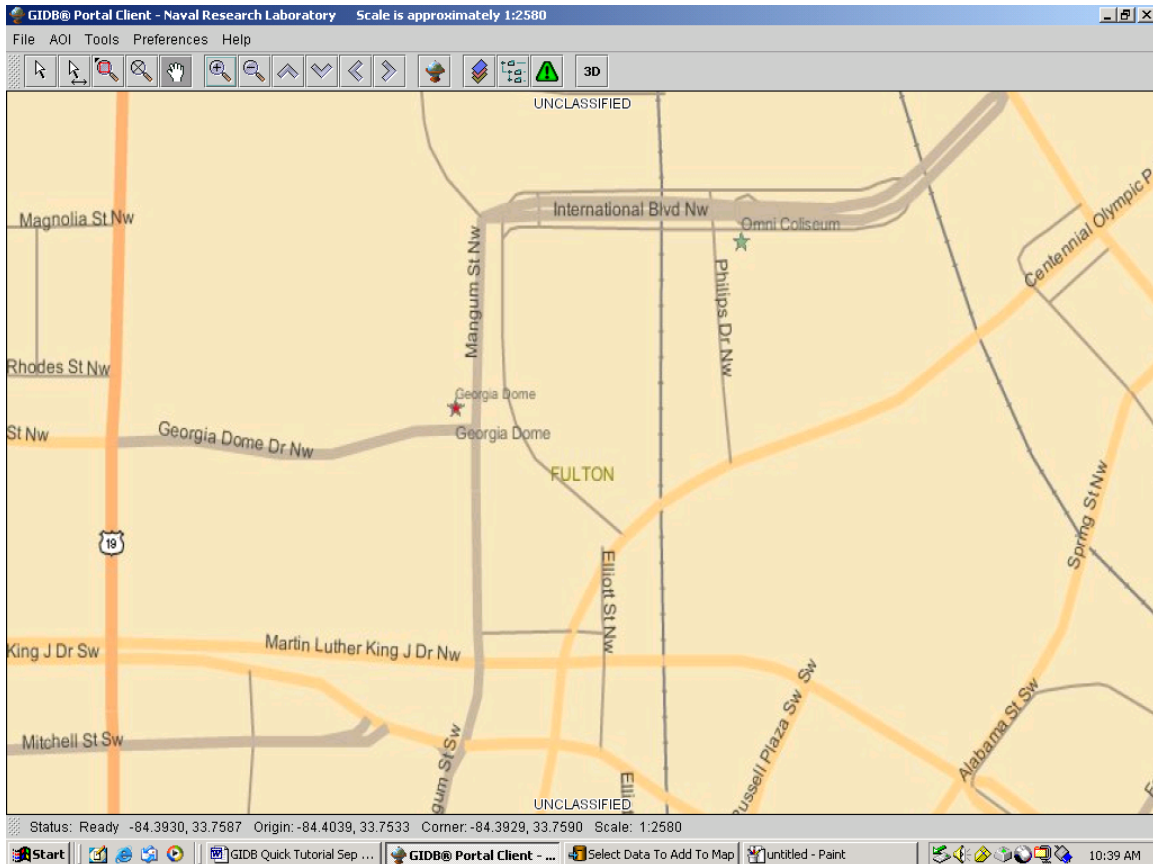 GIDB® Portal Client - Naval Research Laboratory Scale is approximately 1:2580
File AOI Tools Preferences Help
3D
UNCLASSIFIED
International Blvd Nw
Magnolia St Nw
Omni Coliseum
Centennial Olympic P
Mangum St Nw
Philips Dr Nw
Rhodes St Nw
Georgia Dome
St Nw
Georgia Dome Dr Nw
Georgia Dome
FULTON
Spring St Nw
19
Elliott St Nw
King J Dr Sw
Martin Luther King J Dr Nw
Russell Plaza Sw Sw
Alabama St Sw
Mitchell St Sw
gum St Sw
Elli
UNCLASSIFIED
Status: Ready -84.3930, 33.7587 Origin: -84.4039, 33.7533 Corner: -84.3929, 33.7590 Scale: 1:2580
Start GIDB Quick Tutorial Sep ... GIDB® Portal Client - ... Select Data To Add To Map untitled - Paint 10:39 AM